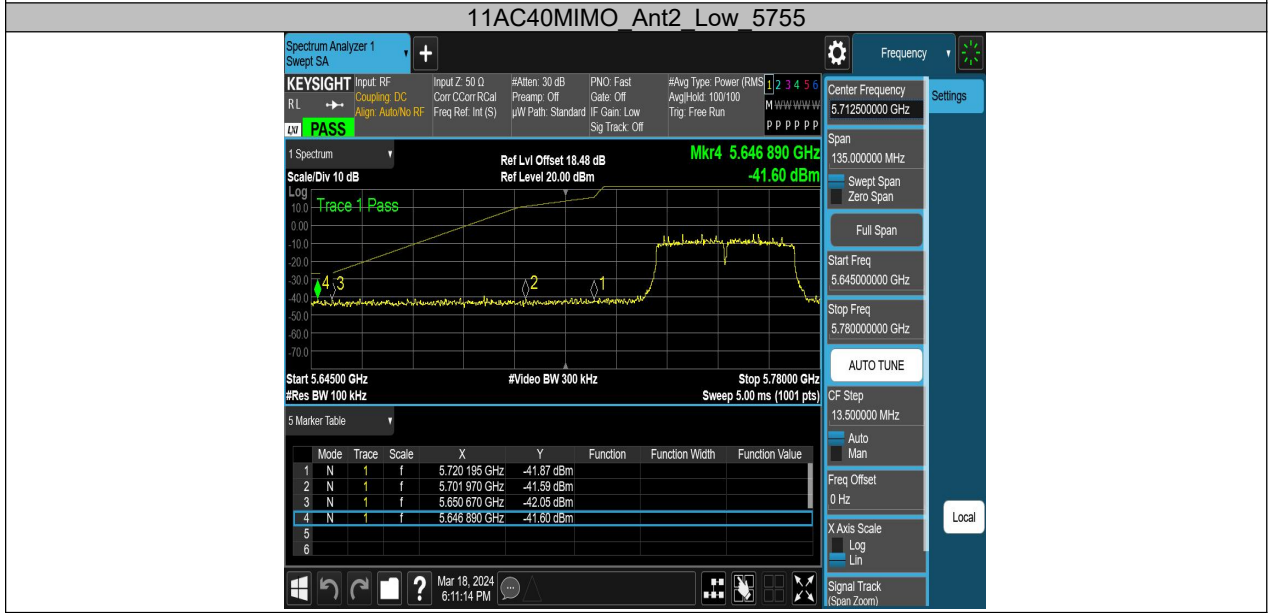 11AC40MIMO_Ant2_Low_5755
Spectrum Analyzer 1
Swept SA
+
Frequency
KEYSIGHT
RL
LXI PASS
Input: RF
Coupling: DC
Align: Auto/No RF
Input Z: 50 Ω
Corr CCorr RCal
Freq Ref: Int (S)
#Atten: 30 dB
Preamp: Off
µW Path: Standard
PNO: Fast
Gate: Off
IF Gain: Low
Sig Track: Off
#Avg Type: Power (RMS
Avg|Hold: 100/100
Trig: Free Run
1 2 3 4 5 6
M W W W W W
P P P P P P
Center Frequency
5.712500000 GHz
Settings
1 Spectrum
Scale/Div 10 dB
Ref Lvl Offset 18.48 dB
Ref Level 20.00 dBm
Mkr4 5.646 890 GHz
-41.60 dBm
Log
Trace 1 Pass
10.0
0.00
-10.0
-20.0
-30.0
-40.0
-50.0
-60.0
-70.0
4 3 2 1
Start 5.64500 GHz
#Res BW 100 kHz
#Video BW 300 kHz
Stop 5.78000 GHz
Sweep 5.00 ms (1001 pts)
Span
135.000000 MHz
Swept Span
Zero Span
Full Span
Start Freq
5.645000000 GHz
Stop Freq
5.780000000 GHz
AUTO TUNE
CF Step
13.500000 MHz
Auto
Man
Freq Offset
0 Hz
X Axis Scale
Log
Lin
Signal Track
(Span Zoom)
Local
5 Marker Table
Mode Trace Scale X Y Function Function Width Function Value
1 N 1 f 5.720 195 GHz -41.87 dBm
2 N 1 f 5.701 970 GHz -41.59 dBm
3 N 1 f 5.650 670 GHz -42.05 dBm
4 N 1 f 5.646 890 GHz -41.60 dBm
5
6
?
Mar 18, 2024
6:11:14 PM